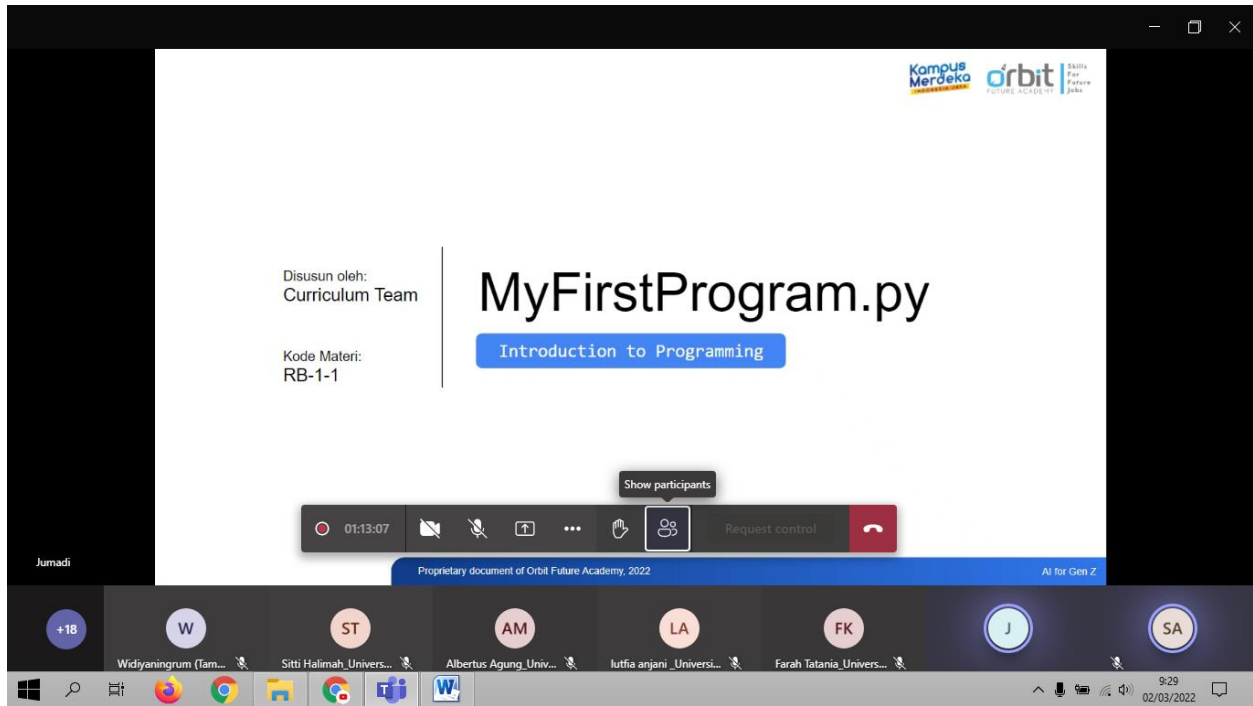 Kampus
Merdeka
INDONESIA JAYA
orbit
FUTURE ACADEMY
Skills
For
Future
Jobs
Disusun oleh:
Curriculum Team
Kode Materi:
RB-1-1
MyFirstProgram.py
Introduction to Programming
Show participants
01:13:07
Request control
Jumadi
Proprietary document of Orbit Future Academy, 2022
AI for Gen Z
+18
W
ST
AM
LA
FK
J
SA
Widiyaningrum (Tam...
Sitti Halimah_Univers...
Albertus Agung_Univ...
lutfia anjani _Universi...
Farah Tatania_Univers...
9:29
02/03/2022